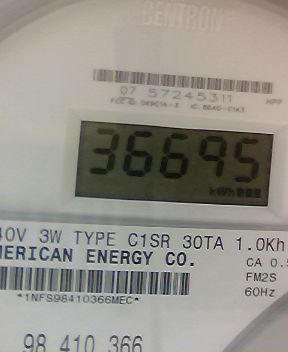 CENTRON
07 57245311
36695
kWh
40V 3W TYPE C1SR 30TA 1.0Kh
MERICAN ENERGY CO.
CA 0.5
FM2S
60Hz
*1NFS98410366MEC*
98 410 366